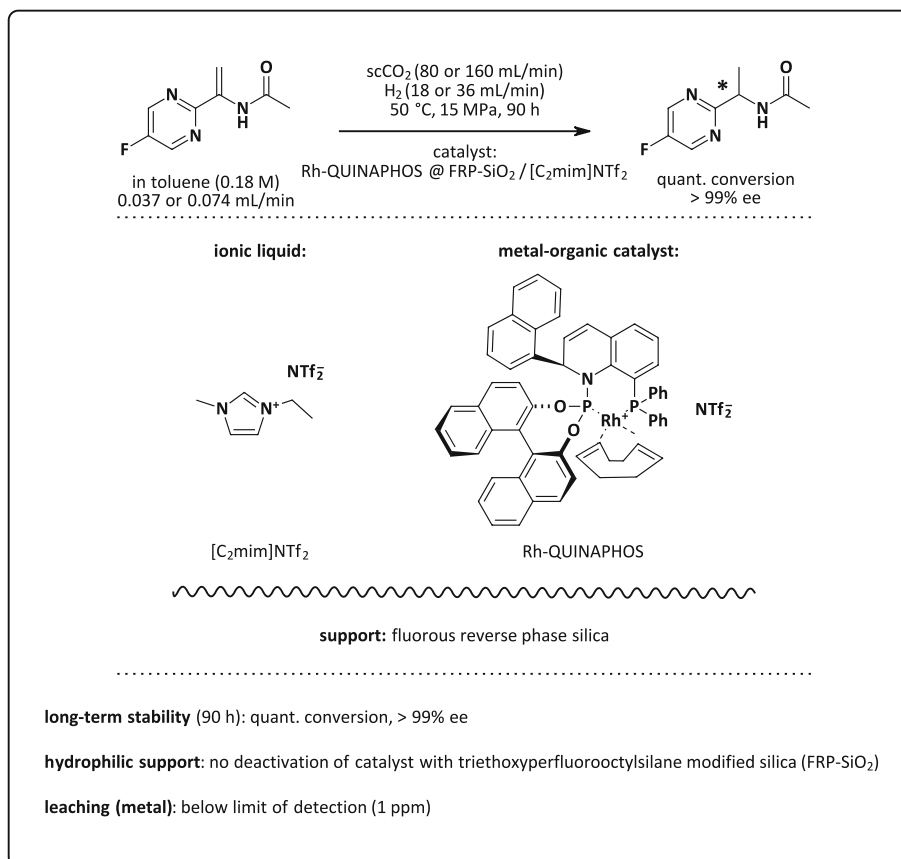 scCO₂ (80 or 160 mL/min)
H₂ (18 or 36 mL/min)
50 °C, 15 MPa, 90 h
catalyst:
Rh-QUINAPHOS @ FRP-SiO₂ / [C₂mim]NTf₂
F N N N H O
in toluene (0.18 M)
0.037 or 0.074 mL/min
F N N * N H O
quant. conversion
> 99% ee
ionic liquid:
metal-organic catalyst:
NTf₂⁻
N N⁺
N
O P P Ph
O Rh⁺ Ph
NTf₂⁻
[C₂mim]NTf₂
Rh-QUINAPHOS
support: fluorous reverse phase silica
long-term stability (90 h): quant. conversion, > 99% ee
hydrophilic support: no deactivation of catalyst with triethoxyperfluorooctylsilane modified silica (FRP-SiO₂)
leaching (metal): below limit of detection (1 ppm)